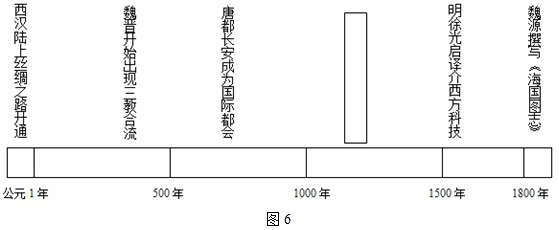 西汉陆上丝绸之路开通
魏晋开始出现三教合流
唐都长安成为国际都会
明徐光启译介西方科技
魏源撰写《海国图志》
公元1年
500年
1000年
1500年
1800年
图6